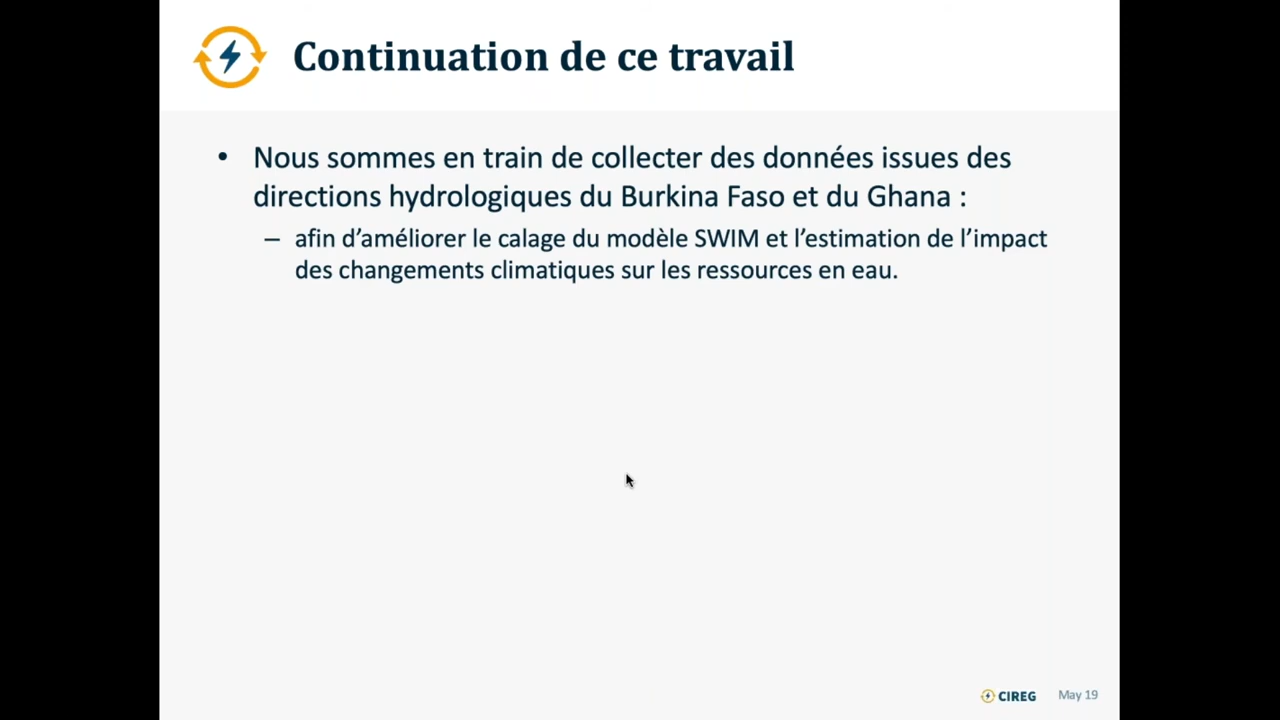 Continuation de ce travail
• Nous sommes en train de collecter des données issues des
directions hydrologiques du Burkina Faso et du Ghana :
– afin d’améliorer le calage du modèle SWIM et l’estimation de l’impact
des changements climatiques sur les ressources en eau.
CIREG May 19